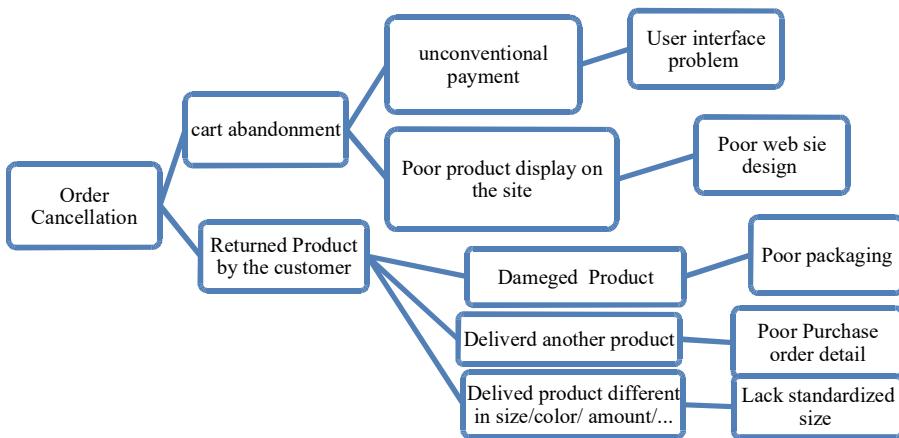 Order
Cancellation
cart abandonment
unconventional
payment
User interface
problem
Poor product display on
the site
Poor web sie
design
Returned Product
by the customer
Dameged Product
Poor packaging
Deliverd another product
Poor Purchase
order detail
Delived product different
in size/color/ amount/...
Lack standardized
size